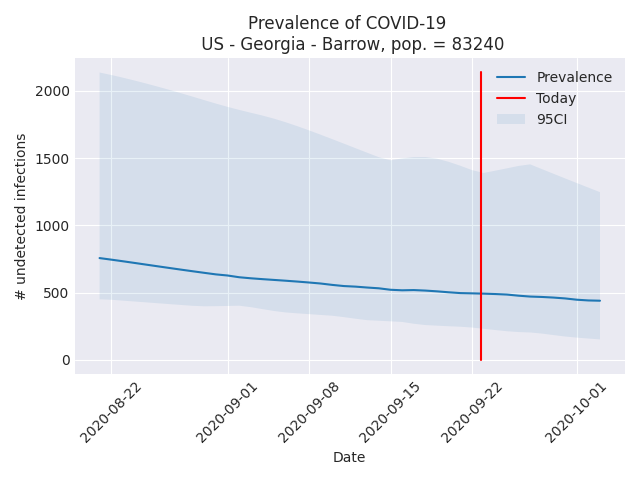 Prevalence of COVID-19
US - Georgia - Barrow, pop. = 83240
Prevalence
Today
95CI
# undetected infections
2000
1500
1000
500
0
2020-08-22
2020-09-01
2020-09-08
2020-09-15
2020-09-22
2020-10-01
Date